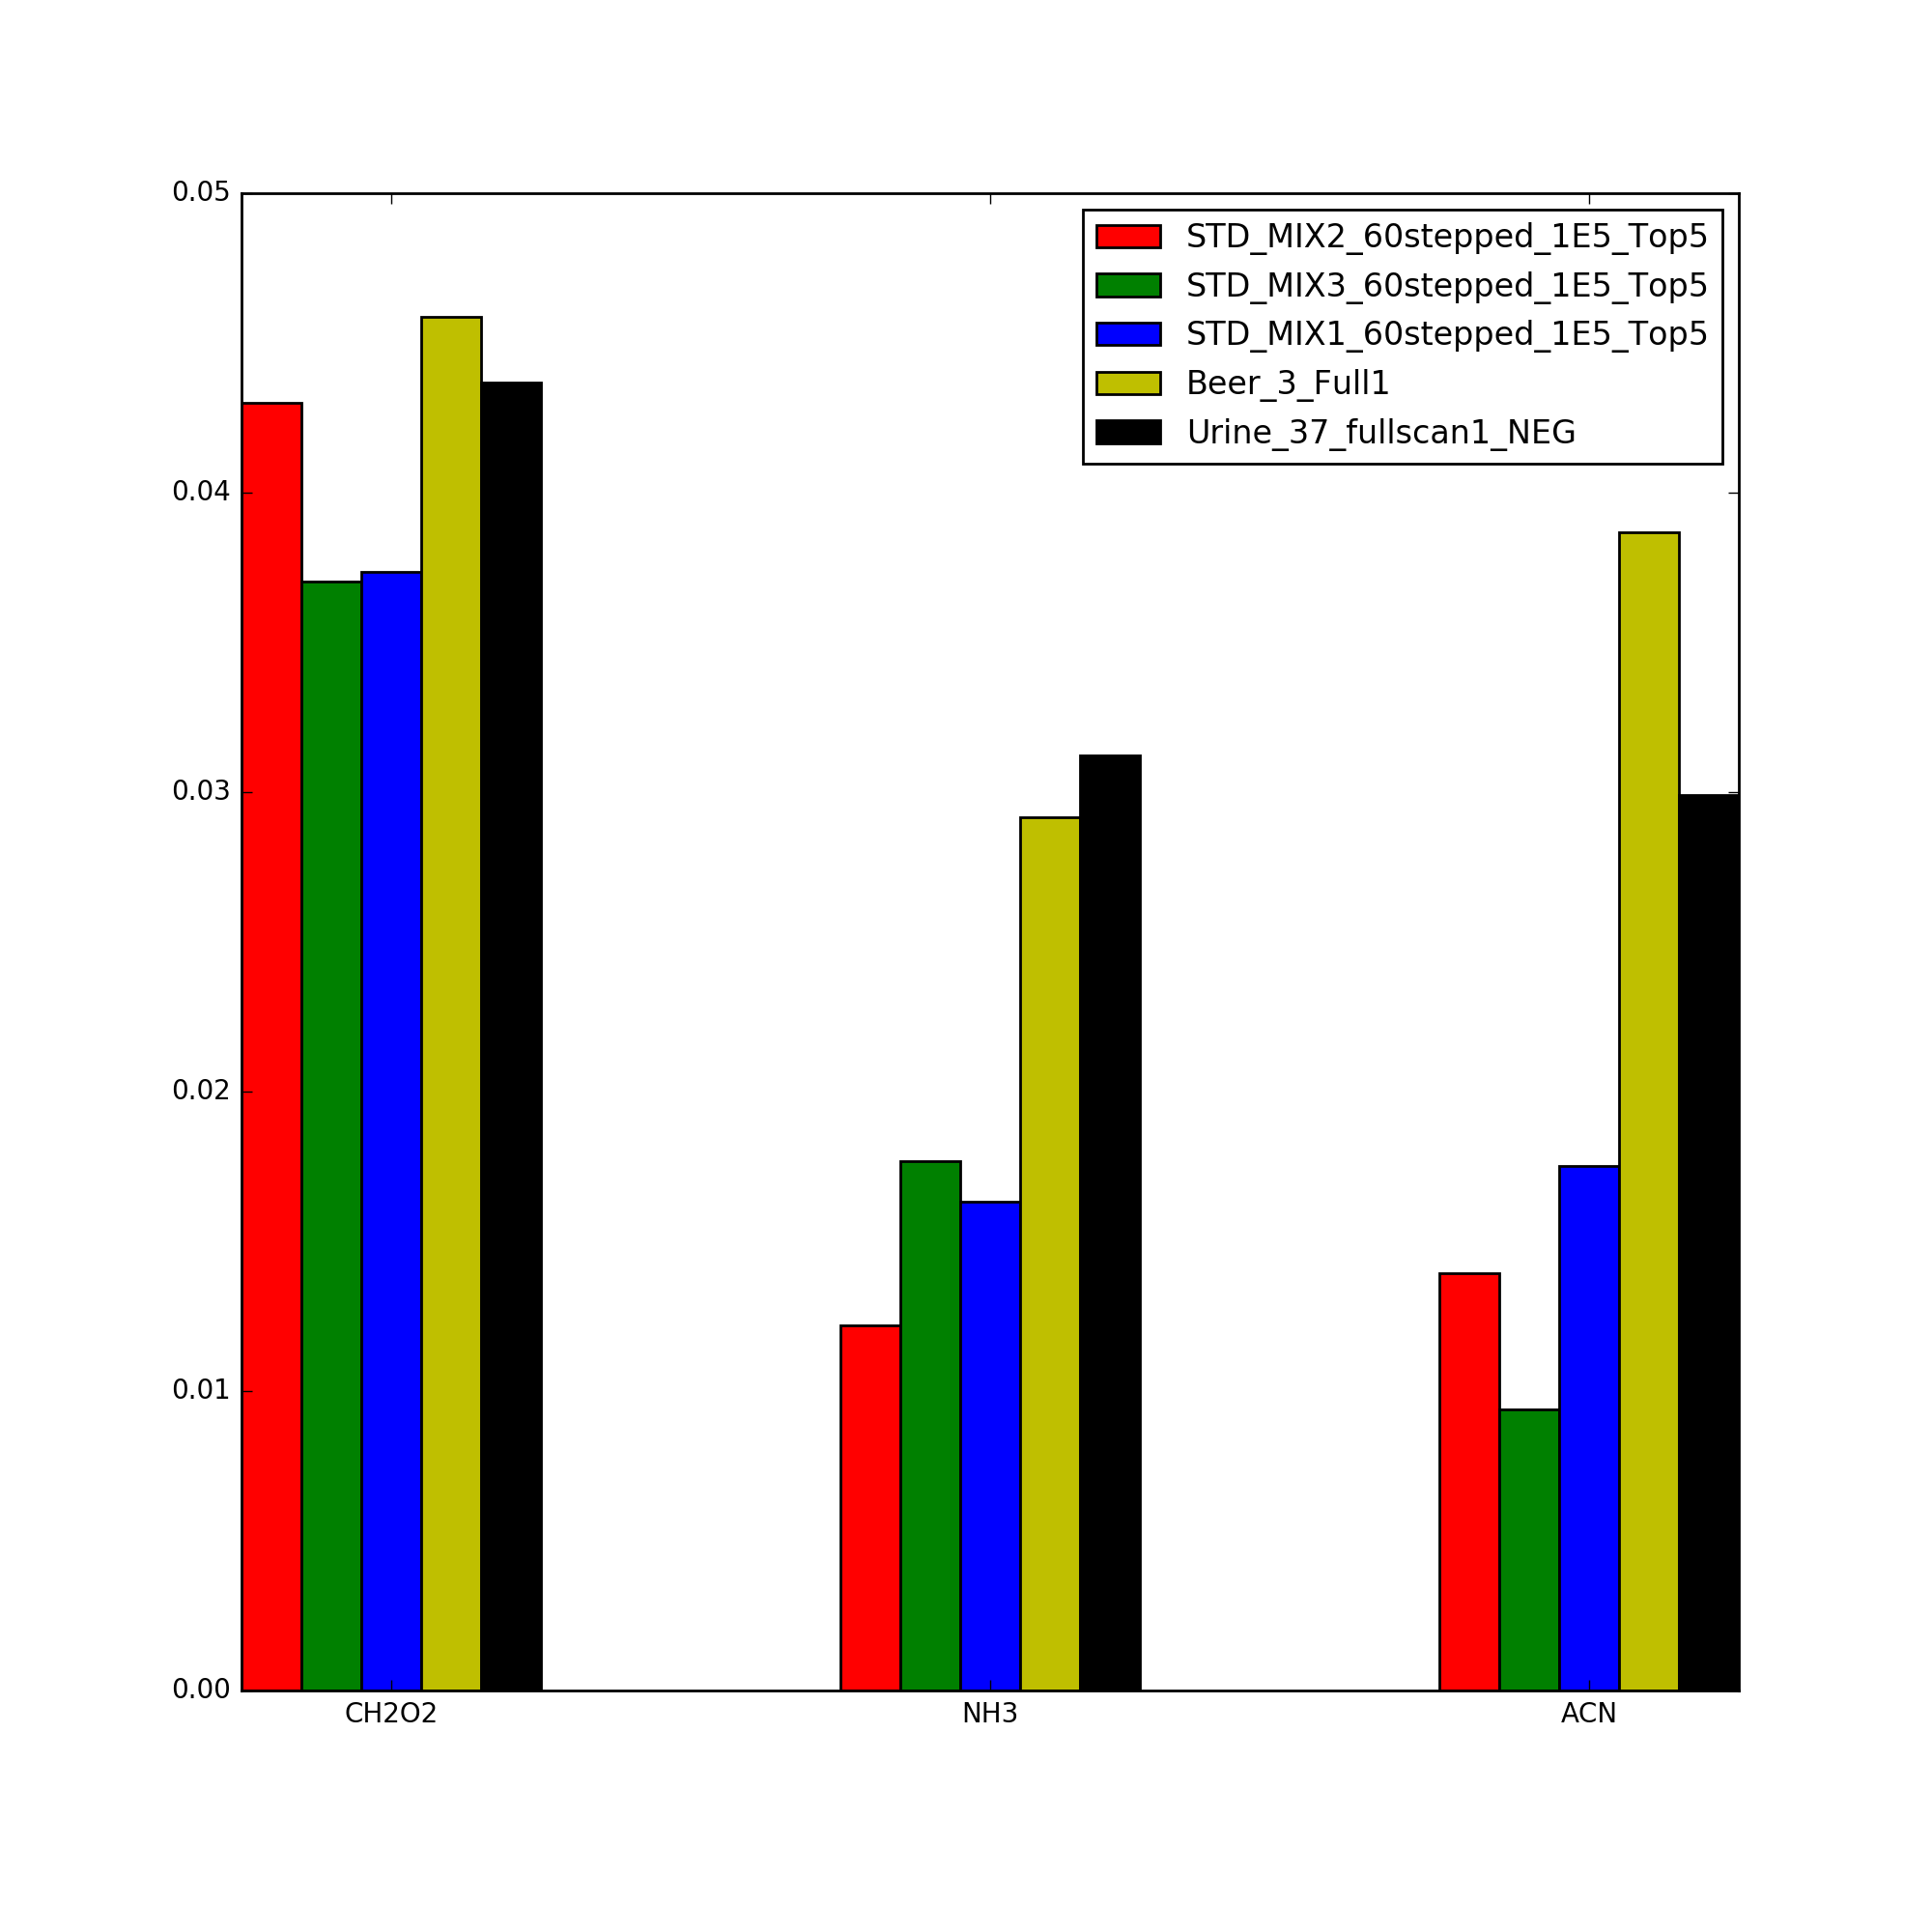 0.05
0.04
0.03
0.02
0.01
0.00
STD_MIX2_60stepped_1E5_Top5
STD_MIX3_60stepped_1E5_Top5
STD_MIX1_60stepped_1E5_Top5
Beer_3_Full1
Urine_37_fullscan1_NEG
CH2O2
NH3
ACN